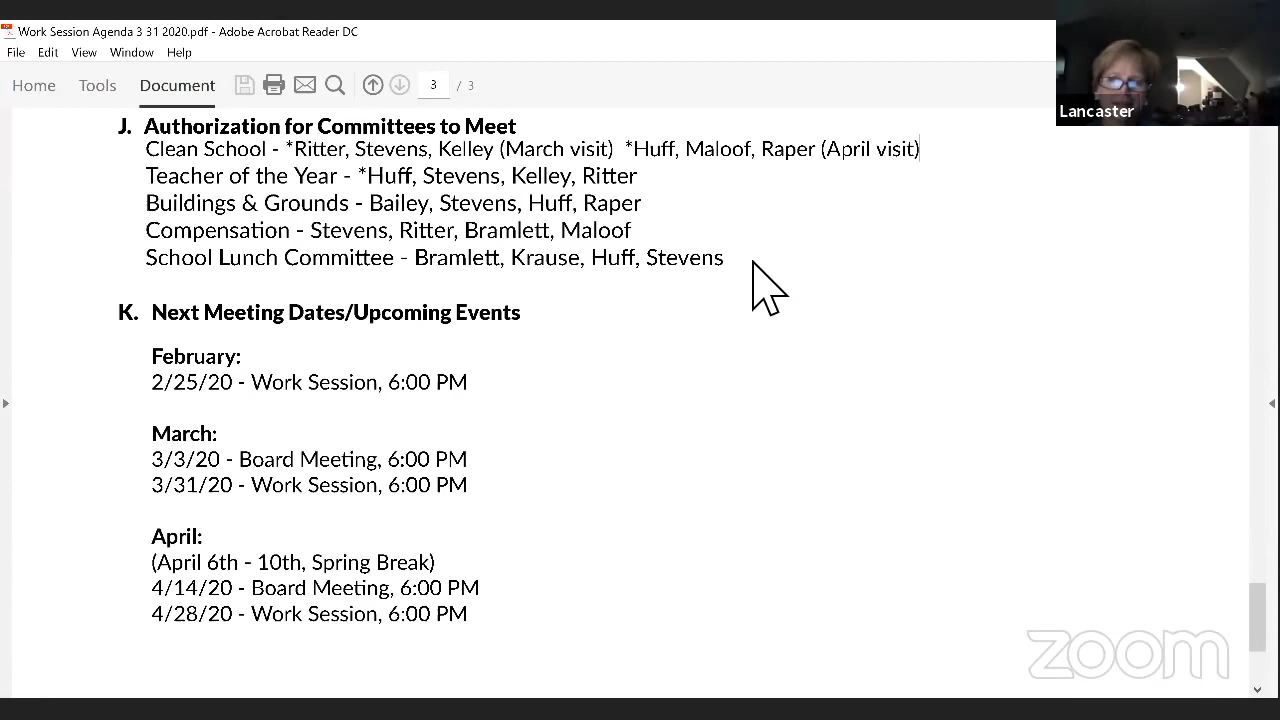 Work Session Agenda 3 31 2020.pdf - Adobe Acrobat Reader DC
File Edit View Window Help
Home Tools Document 3 / 3
Lancaster
J. Authorization for Committees to Meet
Clean School - *Ritter, Stevens, Kelley (March visit) *Huff, Maloof, Raper (April visit)
Teacher of the Year - *Huff, Stevens, Kelley, Ritter
Buildings & Grounds - Bailey, Stevens, Huff, Raper
Compensation - Stevens, Ritter, Bramlett, Maloof
School Lunch Committee - Bramlett, Krause, Huff, Stevens
K. Next Meeting Dates/Upcoming Events
February:
2/25/20 - Work Session, 6:00 PM
March:
3/3/20 - Board Meeting, 6:00 PM
3/31/20 - Work Session, 6:00 PM
April:
(April 6th - 10th, Spring Break)
4/14/20 - Board Meeting, 6:00 PM
4/28/20 - Work Session, 6:00 PM
zoom